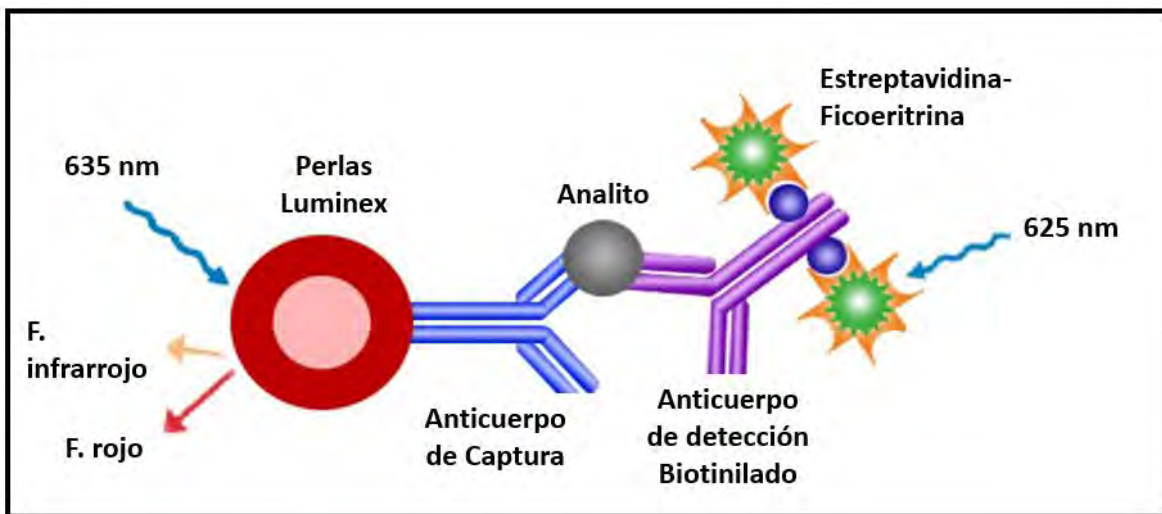 635 nm
Perlas
Luminex
Analito
Estreptavidina-
Ficoeritrina
625 nm
F.
infrarrojo
F. rojo
Anticuerpo
de Captura
Anticuerpo
de detección
Biotinilado